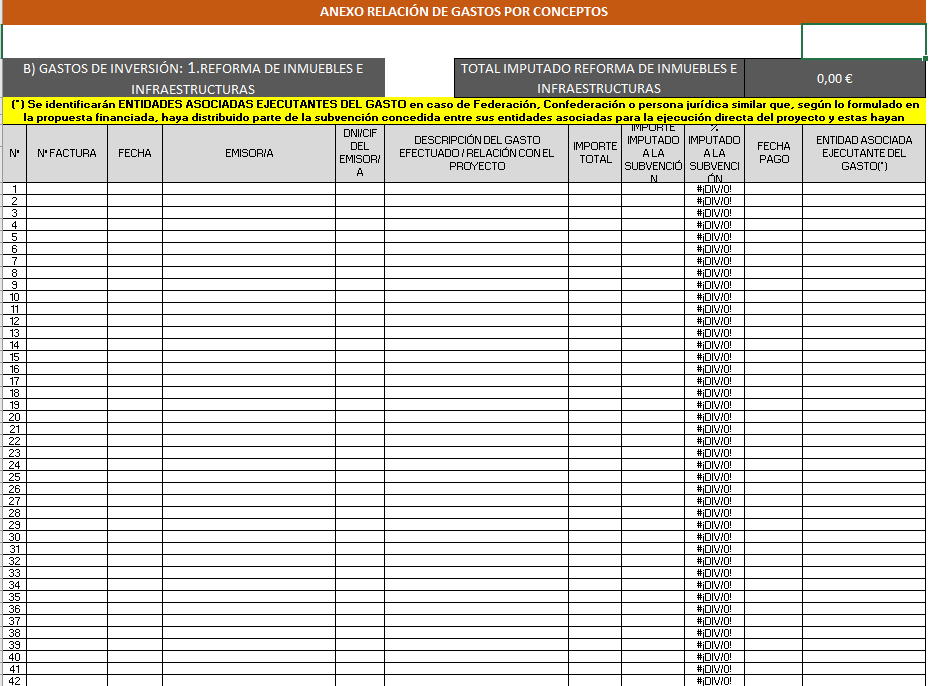 ANEXO RELACIÓN DE GASTOS POR CONCEPTOS
B) GASTOS DE INVERSIÓN: 1.REFORMA DE INMUEBLES E
INFRAESTRUCTURAS
TOTAL IMPUTADO REFORMA DE INMUEBLES E
INFRAESTRUCTURAS
0,00 €
(*) Se identificarán ENTIDADES ASOCIADAS EJECUTANTES DEL GASTO en caso de Federación, Confederación o persona jurídica similar que, según lo formulado en
la propuesta financiada, haya distribuido parte de la subvención concedida entre sus entidades asociadas para la ejecución directa del proyecto y estas hayan
Nº
Nº FACTURA
FECHA
EMISOR/A
DNI/CIF
DEL
EMISOR/
A
DESCRIPCIÓN DEL GASTO
EFECTUADO / RELACIÓN CON EL
PROYECTO
IMPORTE
TOTAL
IMPORTE
IMPUTADO
A LA
SUBVENCIÓ
N
%
IMPUTADO
A LA
SUBVENCI
ÓN
FECHA
PAGO
ENTIDAD ASOCIADA
EJECUTANTE DEL
GASTO(*)
1 #¡DIV/0!
2 #¡DIV/0!
3 #¡DIV/0!
4 #¡DIV/0!
5 #¡DIV/0!
6 #¡DIV/0!
7 #¡DIV/0!
8 #¡DIV/0!
9 #¡DIV/0!
10 #¡DIV/0!
11 #¡DIV/0!
12 #¡DIV/0!
13 #¡DIV/0!
14 #¡DIV/0!
15 #¡DIV/0!
16 #¡DIV/0!
17 #¡DIV/0!
18 #¡DIV/0!
19 #¡DIV/0!
20 #¡DIV/0!
21 #¡DIV/0!
22 #¡DIV/0!
23 #¡DIV/0!
24 #¡DIV/0!
25 #¡DIV/0!
26 #¡DIV/0!
27 #¡DIV/0!
28 #¡DIV/0!
29 #¡DIV/0!
30 #¡DIV/0!
31 #¡DIV/0!
32 #¡DIV/0!
33 #¡DIV/0!
34 #¡DIV/0!
35 #¡DIV/0!
36 #¡DIV/0!
37 #¡DIV/0!
38 #¡DIV/0!
39 #¡DIV/0!
40 #¡DIV/0!
41 #¡DIV/0!
42 #¡DIV/0!